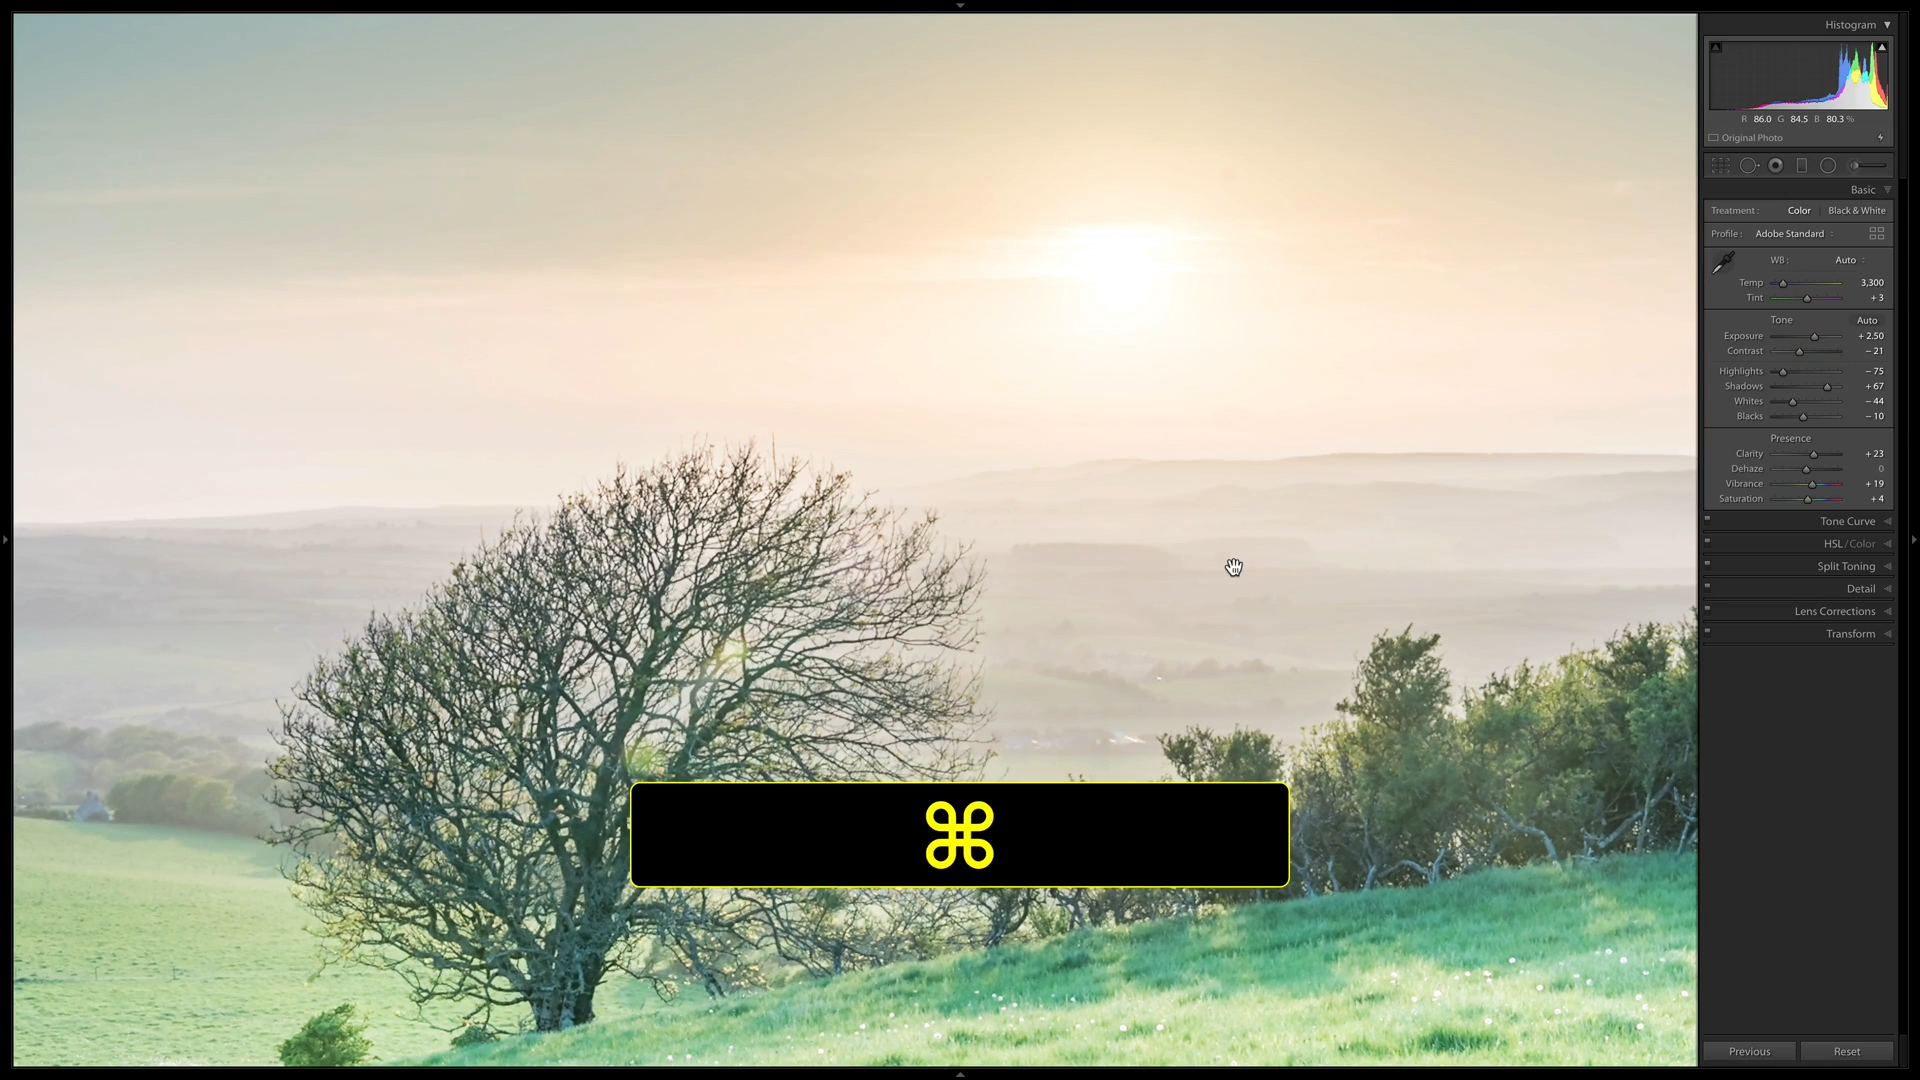 Histogram
R 86.0 G 84.5 B 80.3 %
Original Photo
Basic
Treatment : Color Black & White
Profile : Adobe Standard
WB : Auto
Temp 3,300
Tint + 3
Tone Auto
Exposure + 2.50
Contrast – 21
Highlights – 75
Shadows + 67
Whites – 44
Blacks – 10
Presence
Clarity + 23
Dehaze 0
Vibrance + 19
Saturation + 4
Tone Curve
HSL / Color
Split Toning
Detail
Lens Corrections
Transform
⌘
Previous Reset